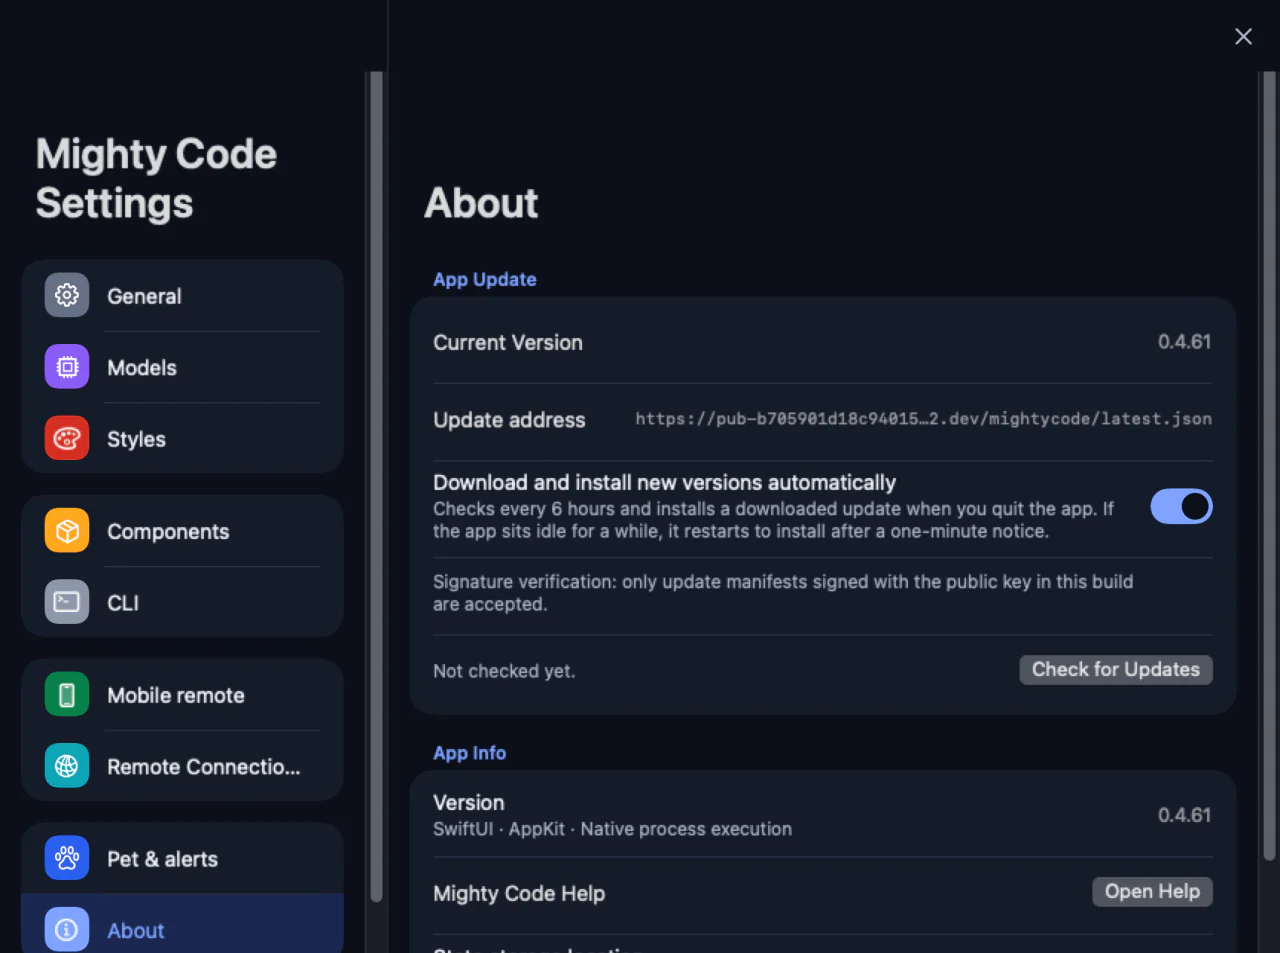 Mighty Code
Settings
General
Models
Styles
Components
CLI
Mobile remote
Remote Connectio...
Pet & alerts
About
About
App Update
Current Version
0.4.61
Update address
https://pub-b705901d18c94015…2.dev/mightycode/latest.json
Download and install new versions automatically
Checks every 6 hours and installs a downloaded update when you quit the app. If
the app sits idle for a while, it restarts to install after a one-minute notice.
Signature verification: only update manifests signed with the public key in this build
are accepted.
Not checked yet.
Check for Updates
App Info
Version
SwiftUI · AppKit · Native process execution
0.4.61
Mighty Code Help
Open Help